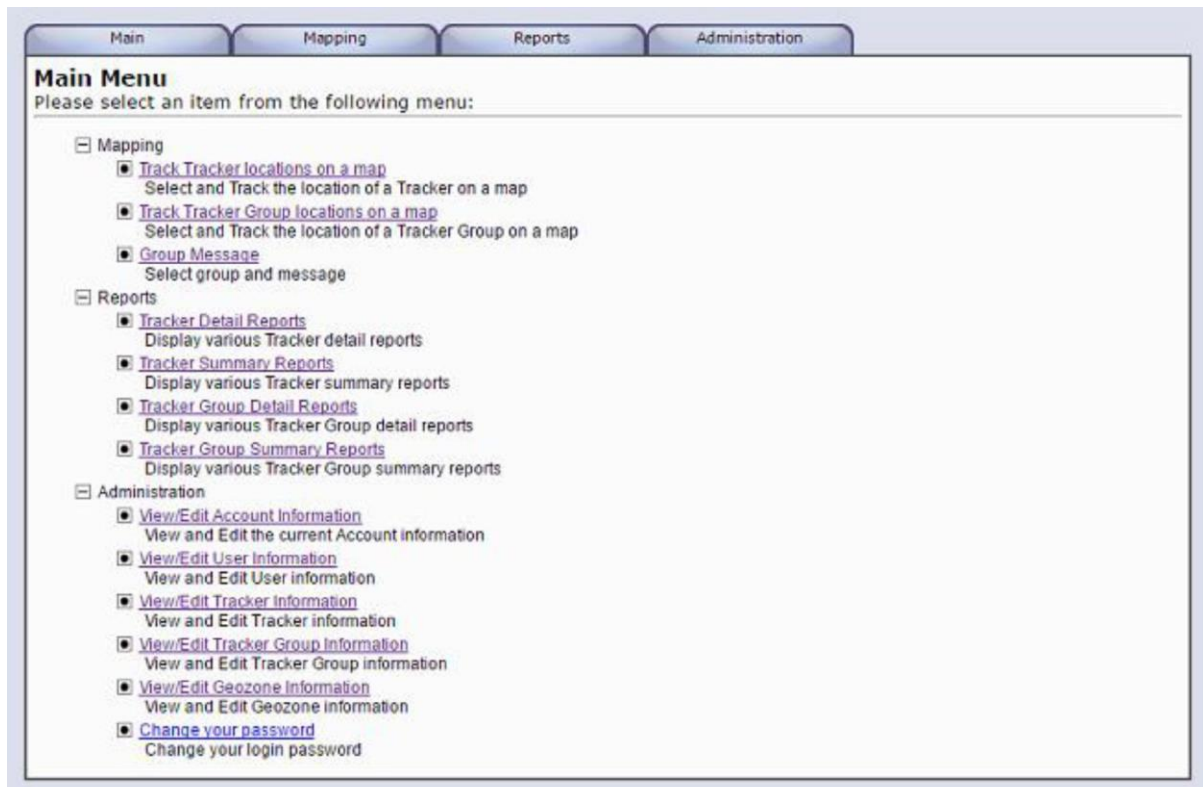 Main Mapping Reports Administration
Main Menu
Please select an item from the following menu:
Mapping
Track Tracker locations on a map
Select and Track the location of a Tracker on a map
Track Tracker Group locations on a map
Select and Track the location of a Tracker Group on a map
Group Message
Select group and message
Reports
Tracker Detail Reports
Display various Tracker detail reports
Tracker Summary Reports
Display various Tracker summary reports
Tracker Group Detail Reports
Display various Tracker Group detail reports
Tracker Group Summary Reports
Display various Tracker Group summary reports
Administration
View/Edit Account Information
View and Edit the current Account information
View/Edit User Information
View and Edit User information
View/Edit Tracker Information
View and Edit Tracker information
View/Edit Tracker Group Information
View and Edit Tracker Group information
View/Edit Geozone Information
View and Edit Geozone information
Change your password
Change your login password